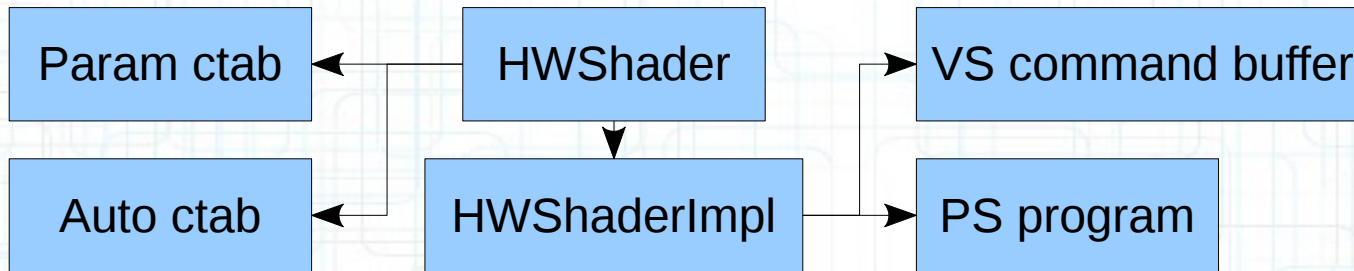 Param ctab
HWShader
VS command buffer
Auto ctab
HWShaderImpl
PS program